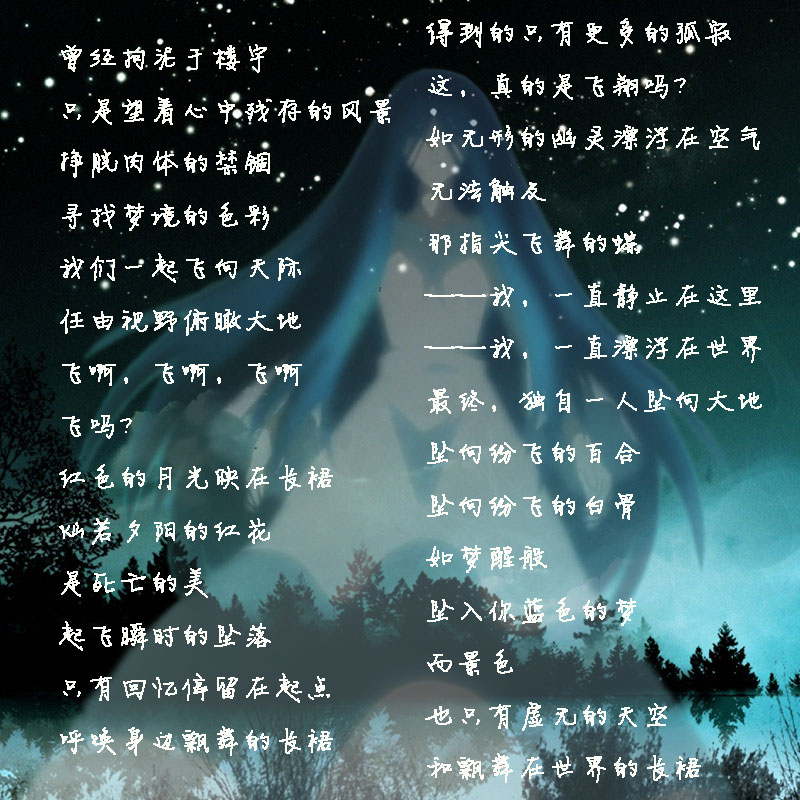 曾经拘泥于楼宇
只是望着心中残存的风景
挣脱肉体的禁锢
寻找梦境的色彩
我们一起飞向天际
任由视野俯瞰大地
飞啊，飞啊，飞啊
飞吗？
红色的月光映在长裙
灿若夕阳的红花
是死亡的美
起飞瞬时的坠落
只有回忆停留在起点
呼唤身边飘舞的长裙
得到的只有更多的孤寂
这，真的是飞翔吗？
如无形的幽灵漂浮在空气
无法触及
那指尖飞舞的蝶
——我，一直静止在这里
——我，一直漂浮在世界
最终，独自一人坠向大地
坠向纷飞的百合
坠向纷飞的白骨
如梦醒般
坠入你蓝色的梦
而景色
也只有虚无的天空
和飘舞在世界的长裙